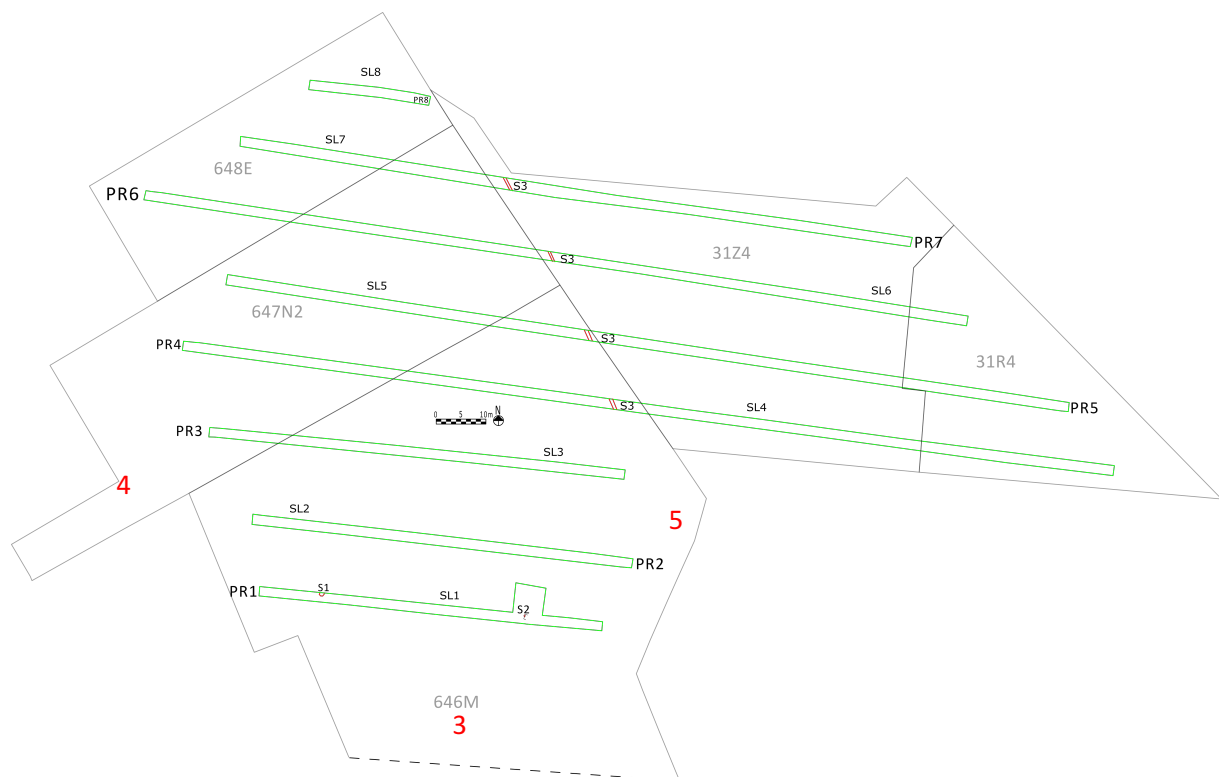 SL8
PR8
SL7
648E
S3
PR6
PR7
31Z4
S3
SL5
SL6
647N2
S3
PR4
31R4
S3
SL4
PR5
0 5 10m N
PR3
SL3
4
SL2
5
PR2
PR1
S1
SL1
S2
646M
3